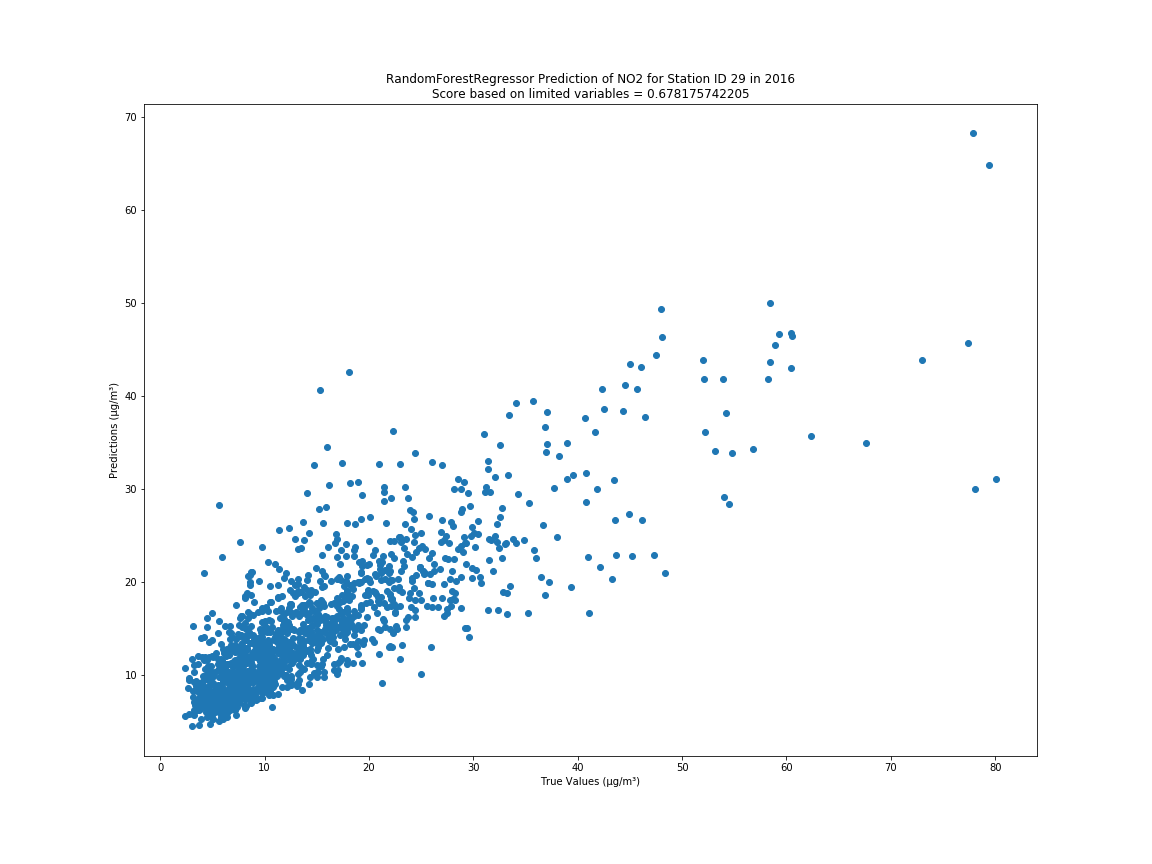 RandomForestRegressor Prediction of NO2 for Station ID 29 in 2016
Score based on limited variables = 0.678175742205
70
60
50
40
30
20
10
Predictions (µg/m³)
0 10 20 30 40 50 60 70 80
True Values (µg/m³)